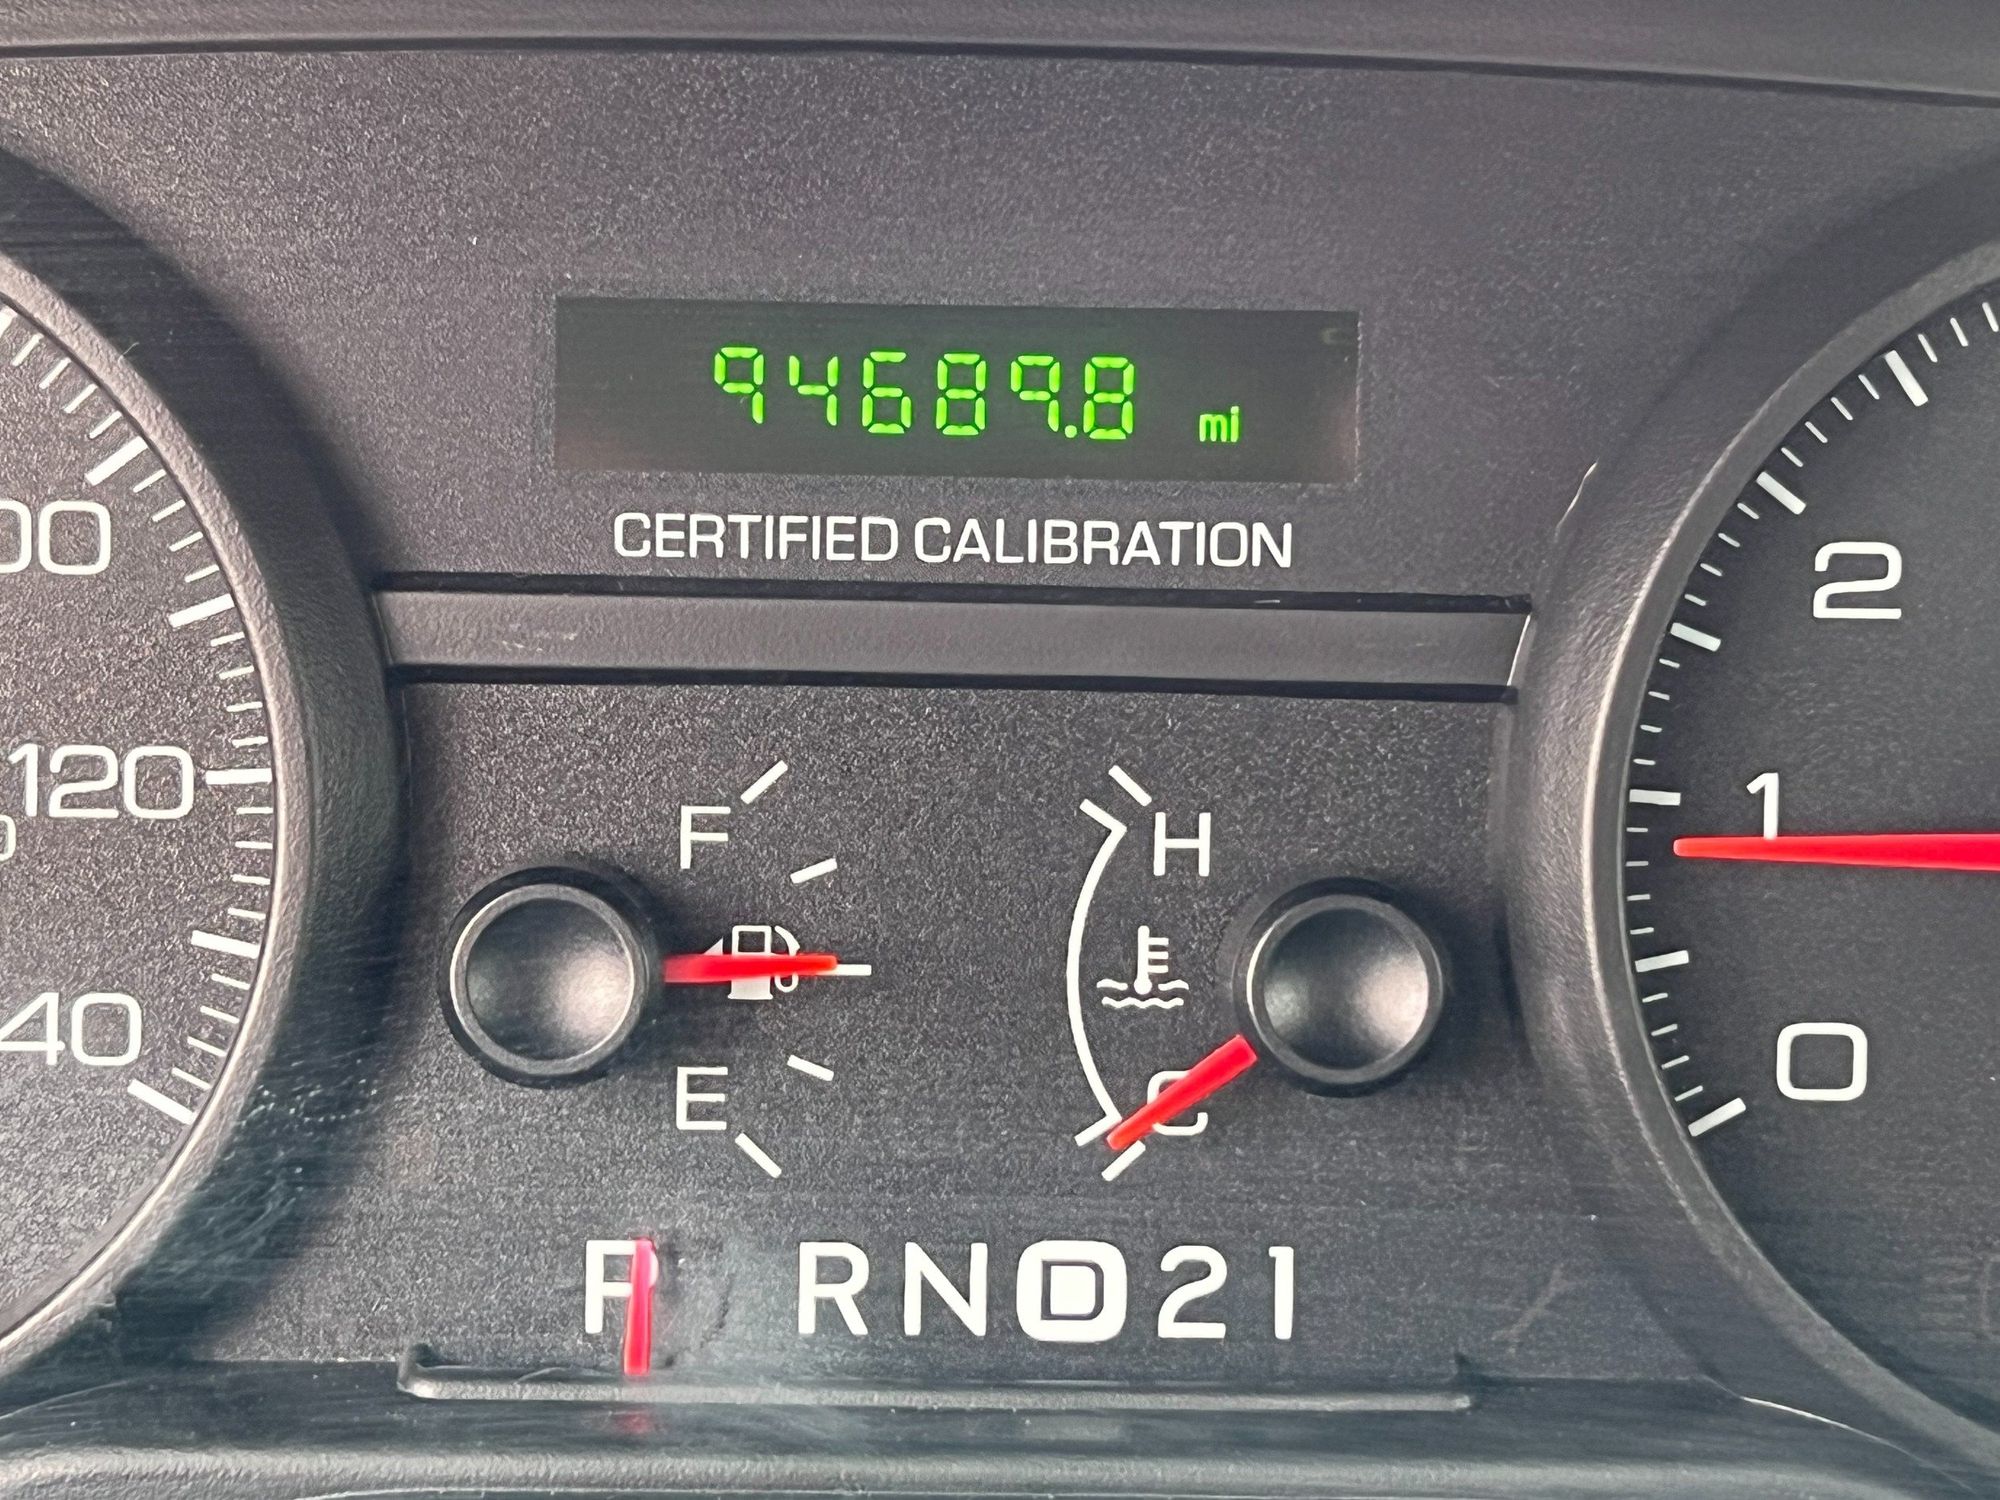 94689.8 mi
CERTIFIED CALIBRATION
00
2
120
1
F
H
E
C
40
0
P RND21